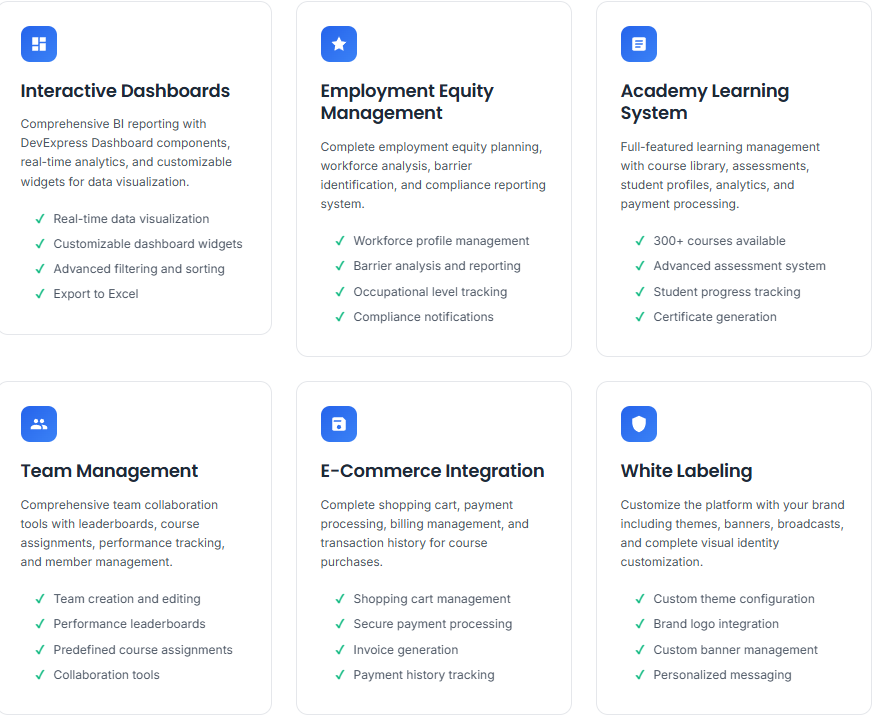 Interactive Dashboards
Comprehensive BI reporting with
DevExpress Dashboard components,
real-time analytics, and customizable
widgets for data visualization.
✓ Real-time data visualization
✓ Customizable dashboard widgets
✓ Advanced filtering and sorting
✓ Export to Excel
Employment Equity
Management
Complete employment equity planning,
workforce analysis, barrier
identification, and compliance reporting
system.
✓ Workforce profile management
✓ Barrier analysis and reporting
✓ Occupational level tracking
✓ Compliance notifications
Academy Learning
System
Full-featured learning management
with course library, assessments,
student profiles, analytics, and
payment processing.
✓ 300+ courses available
✓ Advanced assessment system
✓ Student progress tracking
✓ Certificate generation
Team Management
Comprehensive team collaboration
tools with leaderboards, course
assignments, performance tracking,
and member management.
✓ Team creation and editing
✓ Performance leaderboards
✓ Predefined course assignments
✓ Collaboration tools
E-Commerce Integration
Complete shopping cart, payment
processing, billing management, and
transaction history for course
purchases.
✓ Shopping cart management
✓ Secure payment processing
✓ Invoice generation
✓ Payment history tracking
White Labeling
Customize the platform with your brand
including themes, banners, broadcasts,
and complete visual identity
customization.
✓ Custom theme configuration
✓ Brand logo integration
✓ Custom banner management
✓ Personalized messaging